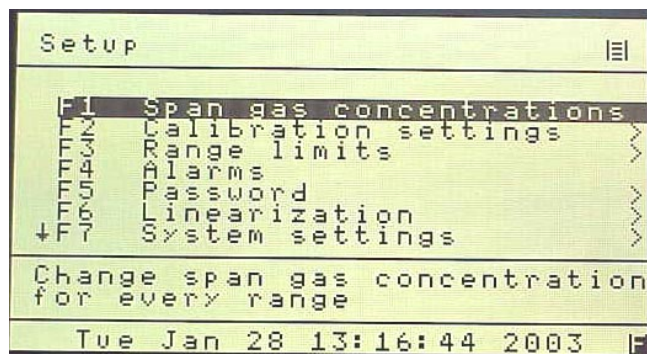 Setup
F1 Span gas concentrations
F2 Calibration settings >
F3 Range limits >
F4 Alarms
F5 Password >
F6 Linearization >
↓F7 System settings >
Change span gas concentration
for every range
Tue Jan 28 13:16:44 2003